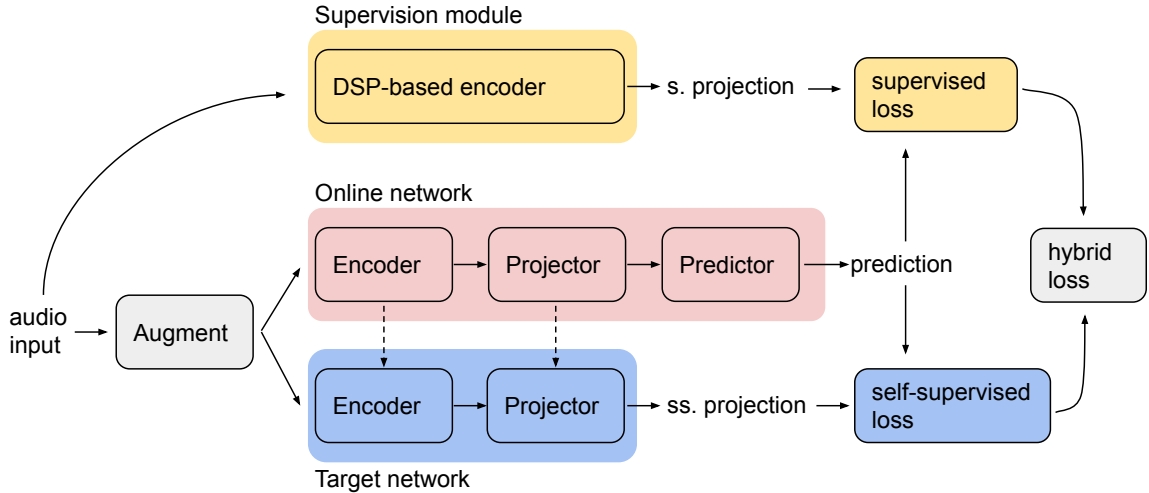 Supervision module
DSP-based encoder
s. projection
supervised
loss
Online network
Encoder
Projector
Predictor
prediction
hybrid
loss
audio
input
Augment
Encoder
Projector
ss. projection
self-supervised
loss
Target network